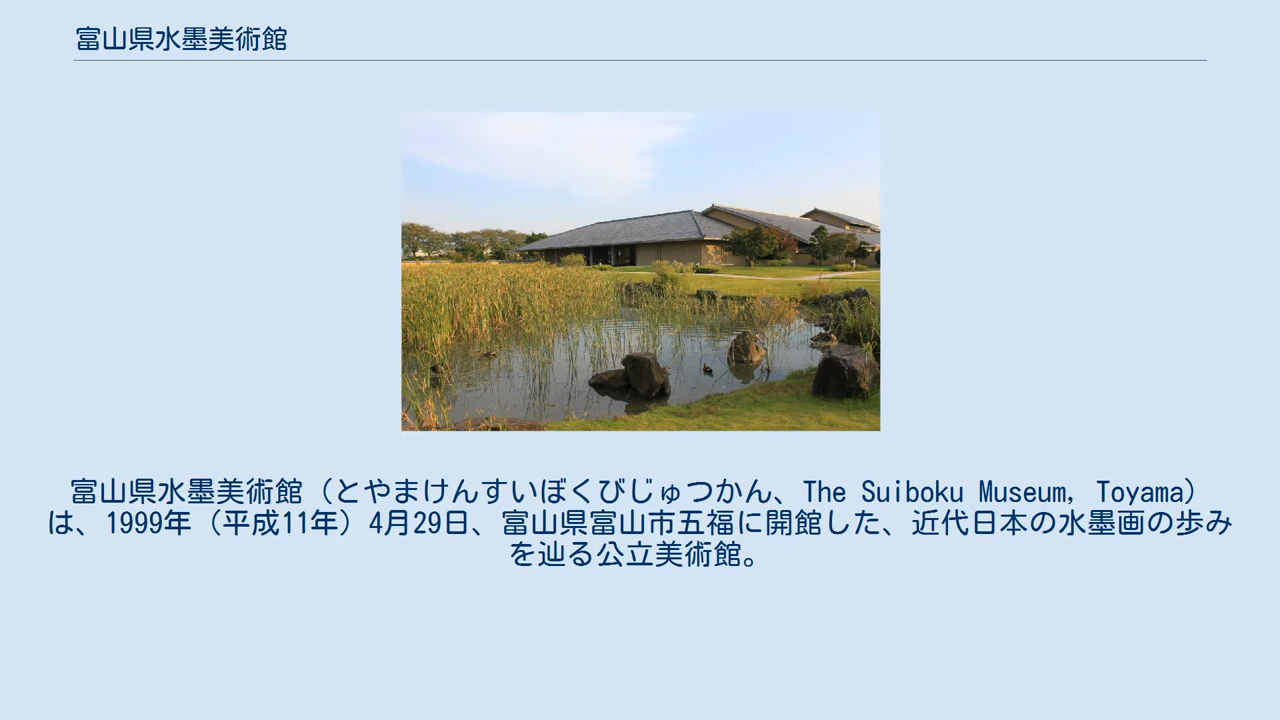 富山県水墨美術館
富山県水墨美術館（とやまけんすいぼくびじゅつかん、The Suiboku Museum, Toyama）
は、1999年（平成11年）4月29日、富山県富山市五福に開館した、近代日本の水墨画の歩み
を辿る公立美術館。